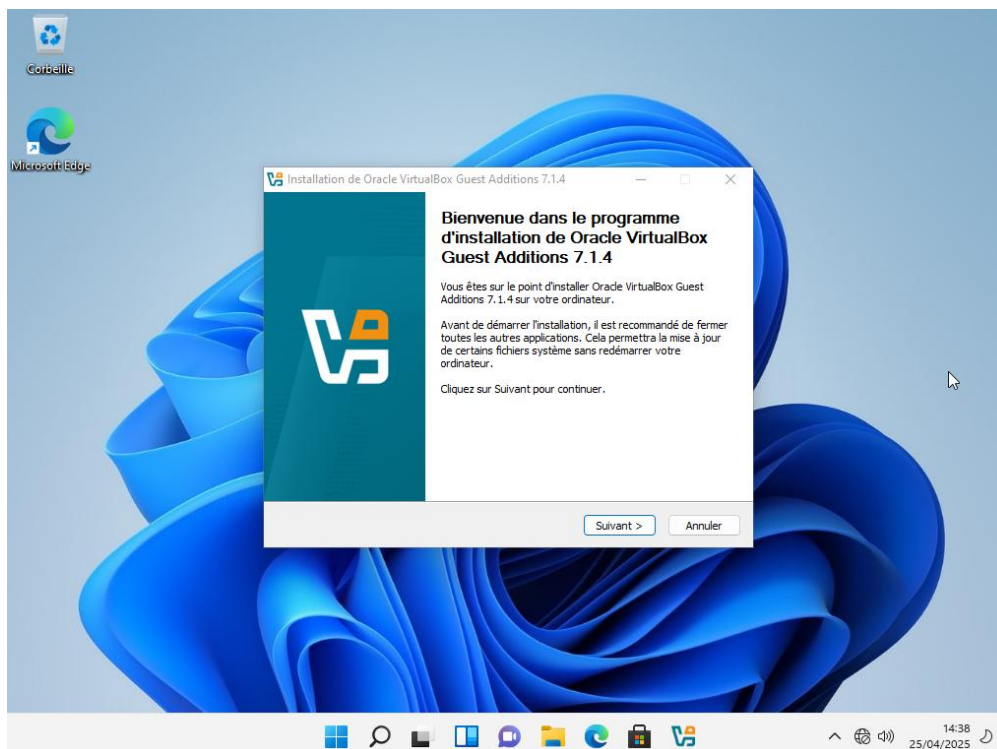 Corbeille
Microsoft Edge
Installation de Oracle VirtualBox Guest Additions 7.1.4
Bienvenue dans le programme
d'installation de Oracle VirtualBox
Guest Additions 7.1.4
Vous êtes sur le point d'installer Oracle VirtualBox Guest
Additions 7.1.4 sur votre ordinateur.
Avant de démarrer l'installation, il est recommandé de fermer
toutes les autres applications. Cela permettra la mise à jour
de certains fichiers système sans redémarrer votre
ordinateur.
Cliquez sur Suivant pour continuer.
Suivant >
Annuler
14:38
25/04/2025